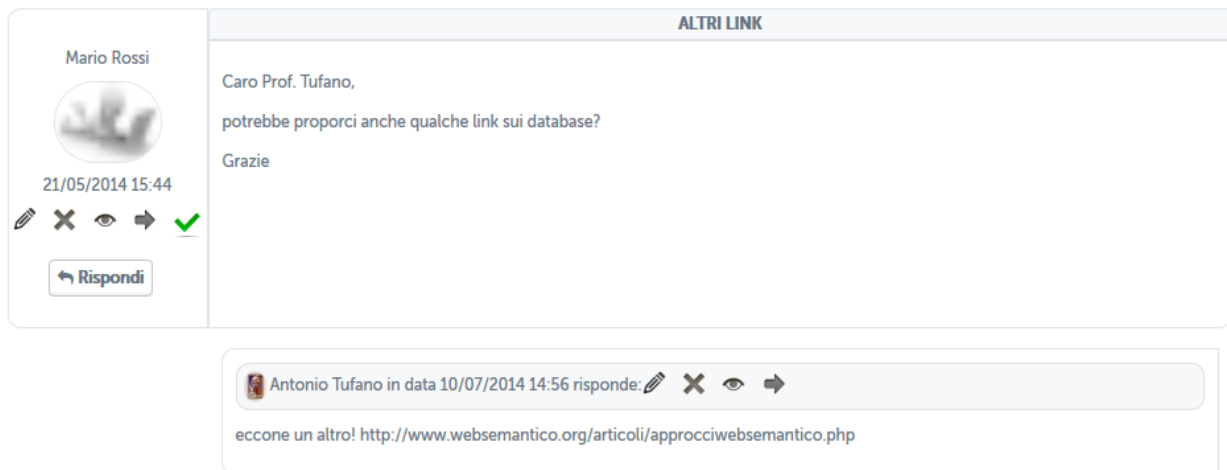 ALTRI LINK
Mario Rossi
Caro Prof. Tufano,
potrebbe proporci anche qualche link sui database?
Grazie
21/05/2014 15:44
Rispondi
Antonio Tufano in data 10/07/2014 14:56 risponde:
eccone un altro! http://www.websemantico.org/articoli/approcciwebsemantico.php